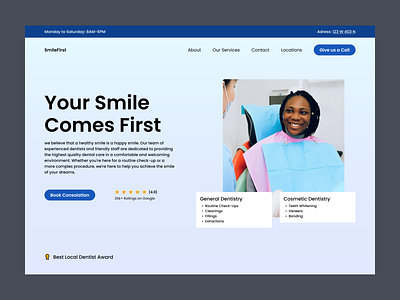 Monday to Saturday: 8AM-5PM
Adress: 123 W 403 N
SmileFirst
About
Our Services
Contact
Locations
Give us a Call
Your Smile
Comes First
we believe that a healthy smile is a happy smile. Our team of
experienced dentists and friendly staff are dedicated to providing
the highest quality dental care in a comfortable and welcoming
environment. Whether you're here for a routine check-up or a
more complex procedure, we're here to help you achieve the smile
of your dreams.
Book Consolation
(4.9)
20k+ Ratings on Google
General Dentistry
Routine Check-Ups
Cleanings
Fillings
Extractions
Cosmetic Dentistry
Teeth Whitening
Veneers
Bonding
Best Local Dentist Award